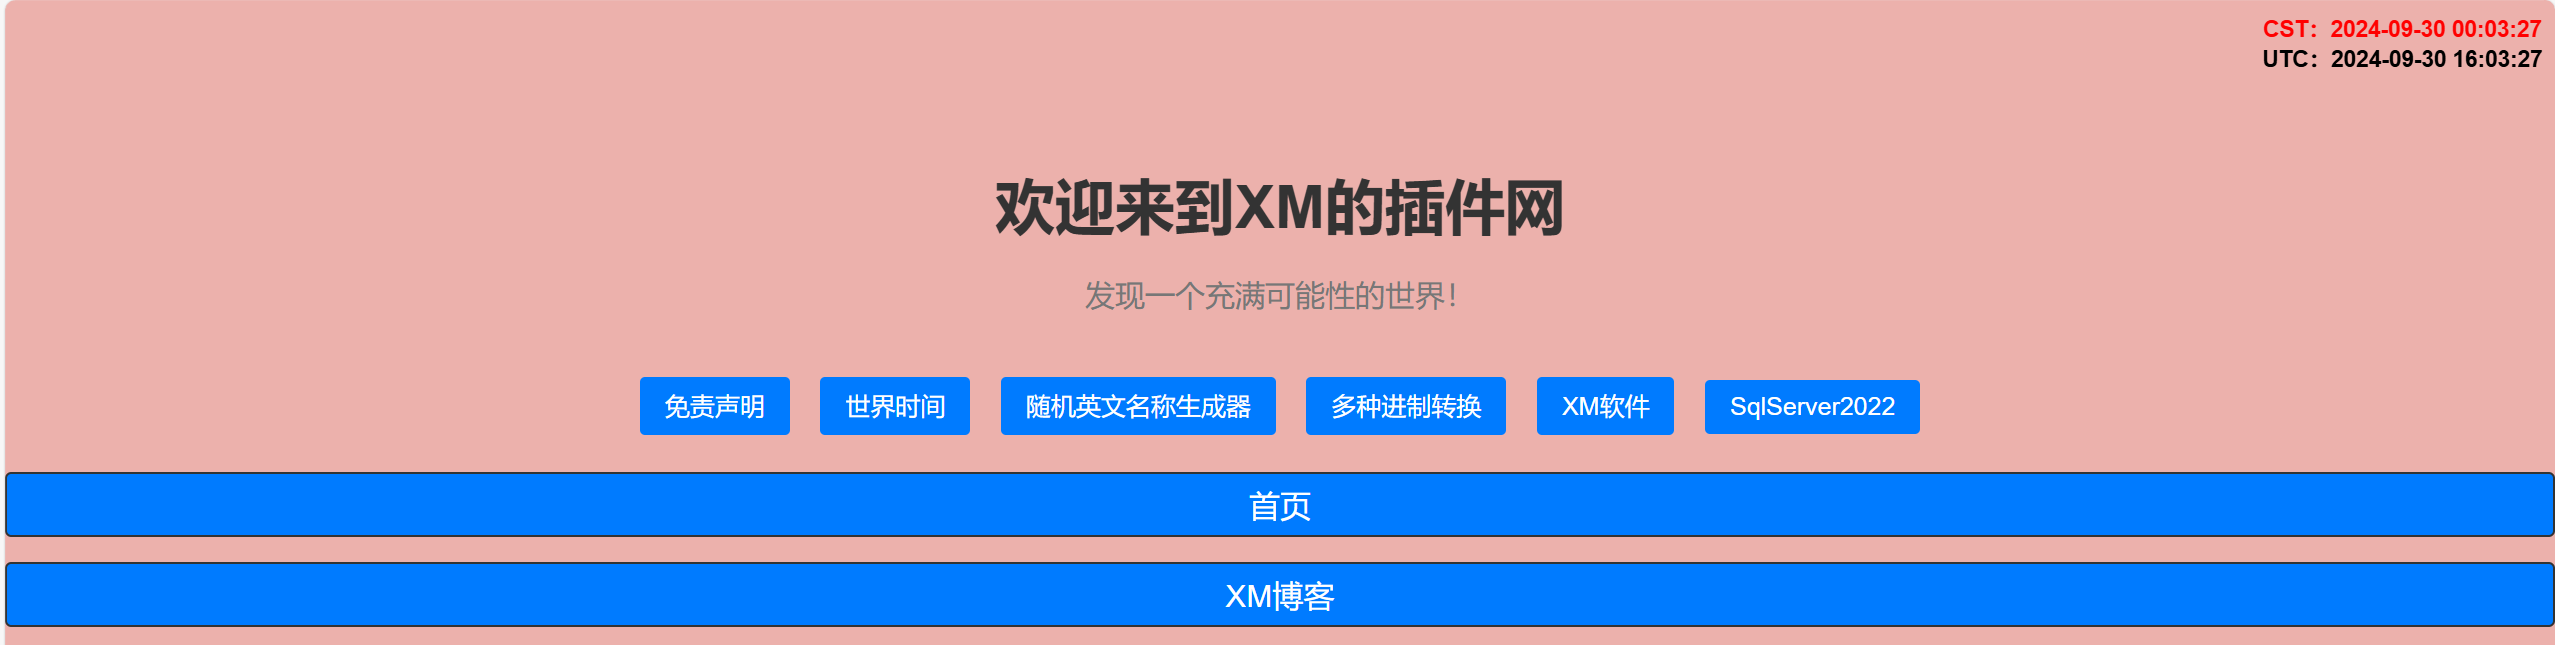 CST：2024-09-30 00:03:27
UTC：2024-09-30 16:03:27
欢迎来到XM的插件网
发现一个充满可能性的世界！
免责声明 世界时间 随机英文名称生成器 多种进制转换 XM软件 SqlServer2022
首页
XM博客